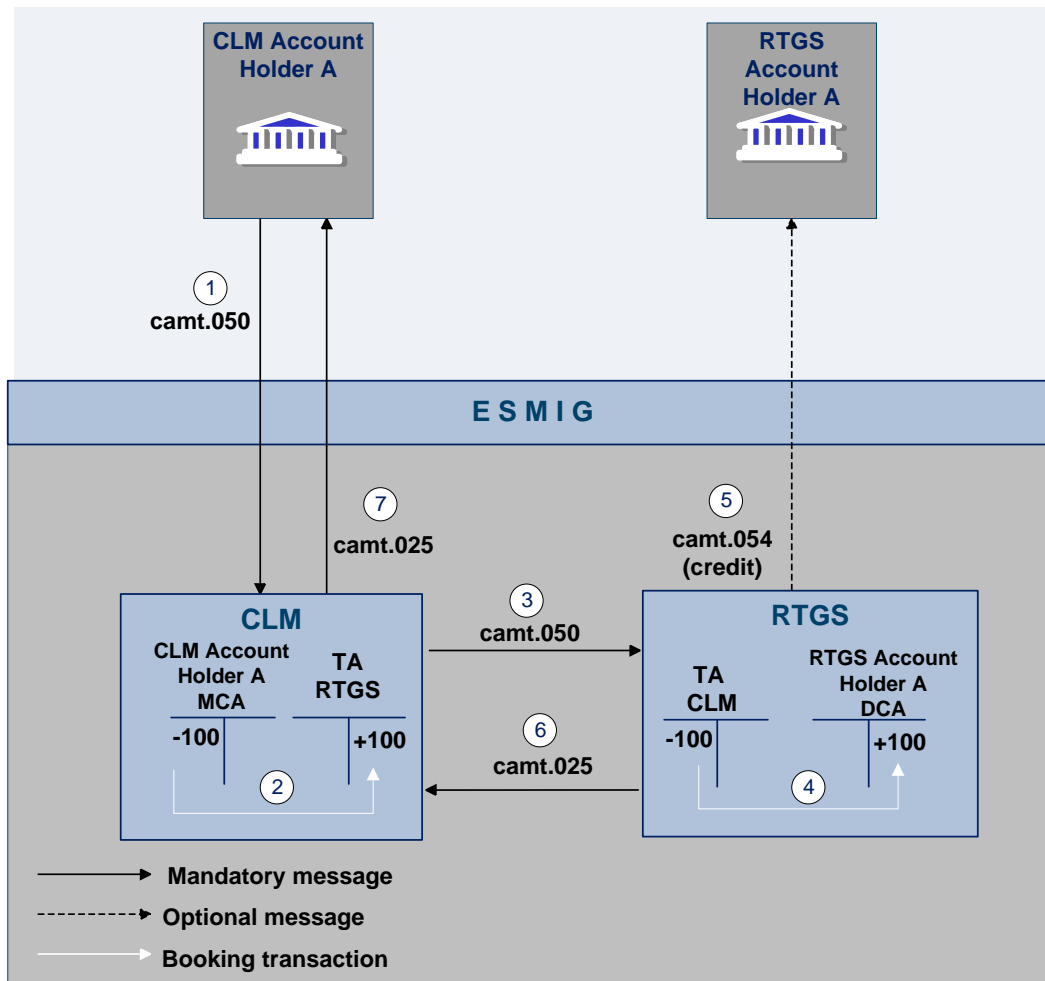 CLM Account
Holder A
RTGS
Account
Holder A
1
camt.050
E S M I G
7
camt.025
5
camt.054
(credit)
3
camt.050
6
camt.025
CLM
CLM Account
Holder A
MCA
TA
RTGS
-100
+100
2
RTGS
TA
CLM
RTGS Account
Holder A
DCA
-100
+100
4
Mandatory message
Optional message
Booking transaction